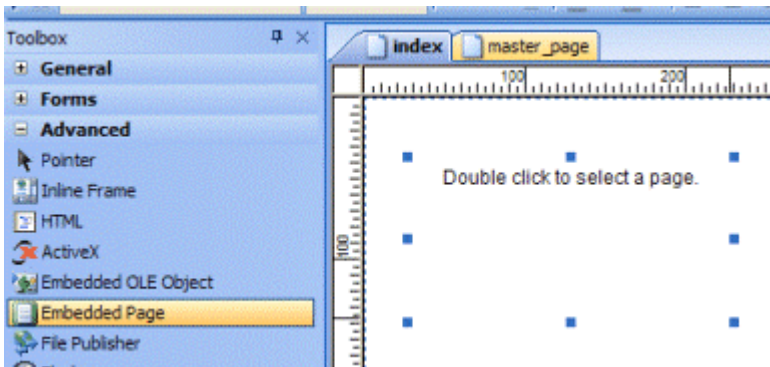 Toolbox
General
Forms
Advanced
Pointer
Inline Frame
HTML
ActiveX
Embedded OLE Object
Embedded Page
File Publisher
index
master_page
100
200
Double click to select a page.
100